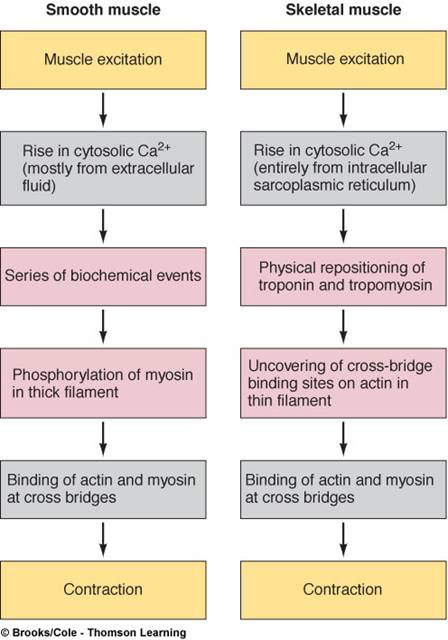 Smooth muscle
Muscle excitation
Rise in cytosolic Ca2+
(mostly from extracellular
fluid)
Series of biochemical events
Phosphorylation of myosin
in thick filament
Binding of actin and myosin
at cross bridges
Contraction
Skeletal muscle
Muscle excitation
Rise in cytosolic Ca2+
(entirely from intracellular
sarcoplasmic reticulum)
Physical repositioning of
troponin and tropomyosin
Uncovering of cross-bridge
binding sites on actin in
thin filament
Binding of actin and myosin
at cross bridges
Contraction
© Brooks/Cole - Thomson Learning